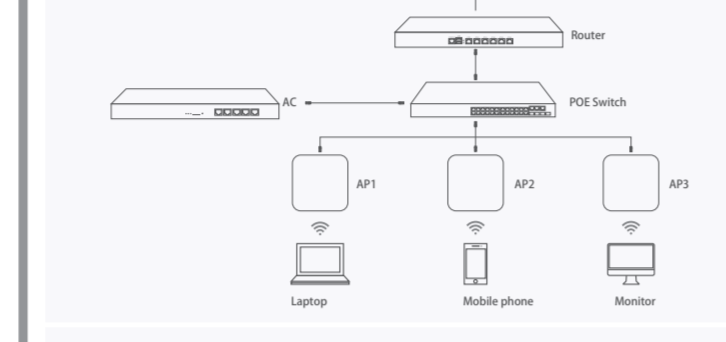 Router
AC
POE Switch
AP1
AP2
AP3
Laptop
Mobile phone
Monitor